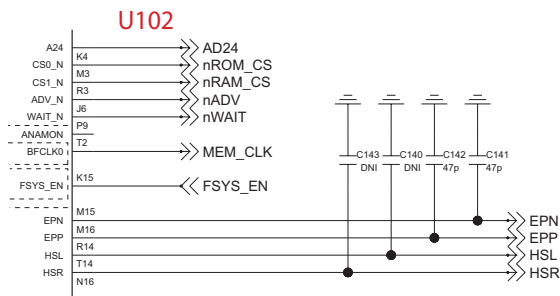 U102
A24 AD24
K4
CS0_N nROM_CS
M3
CS1_N nRAM_CS
R3
ADV_N nADV
J6
WAIT_N nWAIT
P9
ANAMON
T2
BFCLK0 MEM_CLK
K15
FSYS_EN FSYS_EN
C143 C140 C142 C141
DNI DNI 47p 47p
M15
EPN EPN
M16
EPP EPP
R14
HSL HSL
T14
HSR HSR
N16